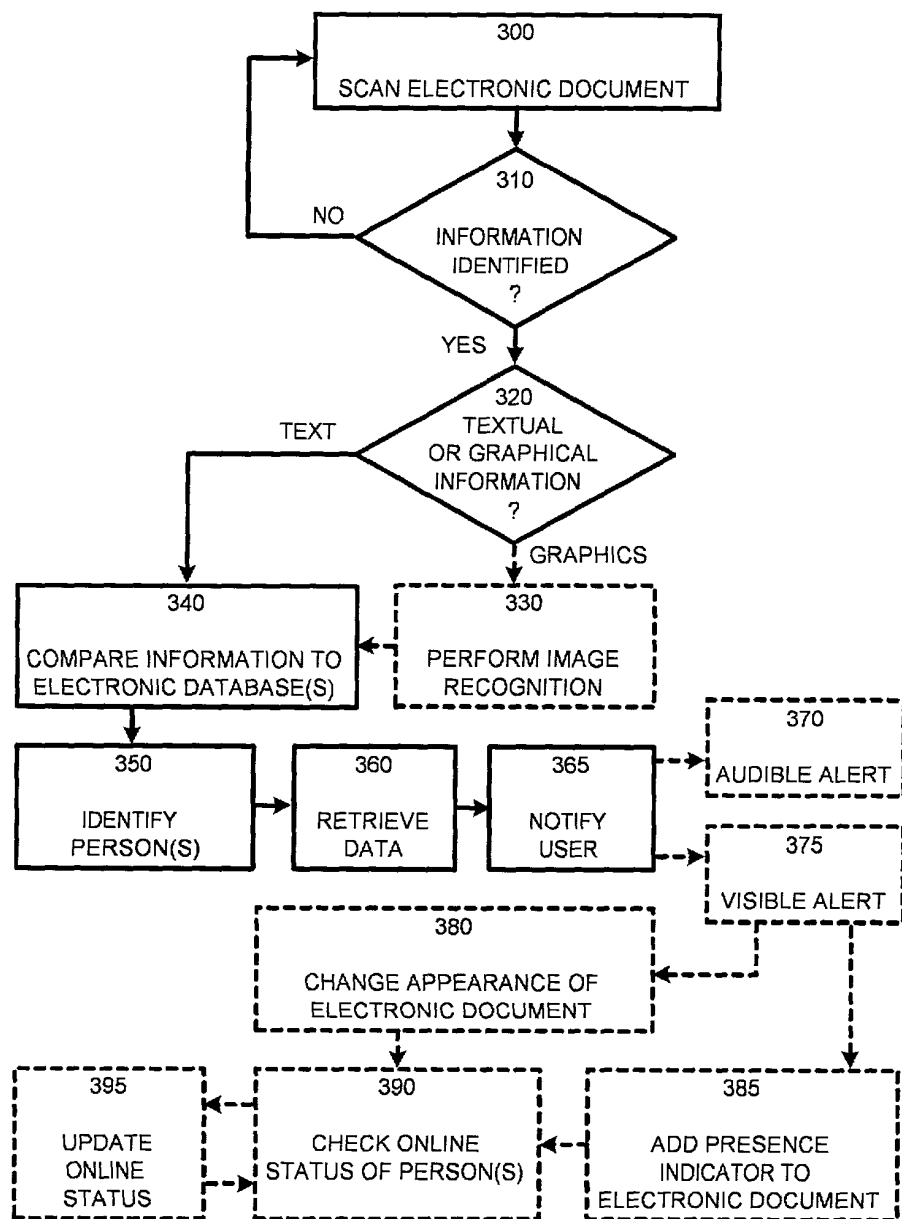 300
SCAN ELECTRONIC DOCUMENT
310
NO
INFORMATION
IDENTIFIED
?
YES
320
TEXTUAL
OR GRAPHICAL
INFORMATION
?
TEXT
GRAPHICS
340
COMPARE INFORMATION TO
ELECTRONIC DATABASE(S)
330
PERFORM IMAGE
RECOGNITION
350
IDENTIFY
PERSON(S)
360
RETRIEVE
DATA
365
NOTIFY
USER
370
AUDIBLE ALERT
375
VISIBLE ALERT
380
CHANGE APPEARANCE OF
ELECTRONIC DOCUMENT
395
UPDATE
ONLINE
STATUS
390
CHECK ONLINE
STATUS OF PERSON(S)
385
ADD PRESENCE
INDICATOR TO
ELECTRONIC DOCUMENT